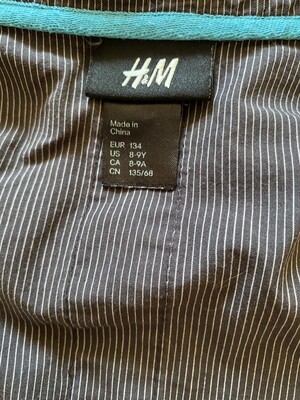 H&M
Made in
China
EUR 134
US 8-9Y
CA 8-9A
CN 135/68